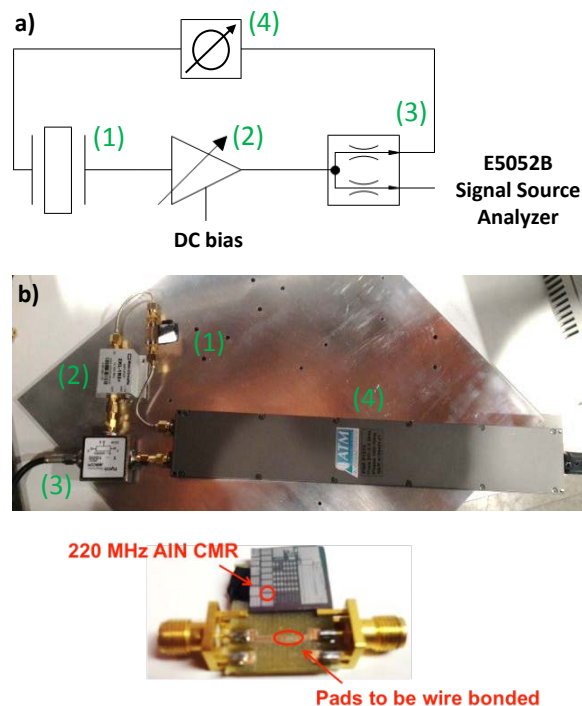 a)
(4)
(1)
(2)
(3)
DC bias
E5052B
Signal Source
Analyzer
b)
(1)
(2)
(3)
(4)
ATM
220 MHz AlN CMR
Pads to be wire bonded